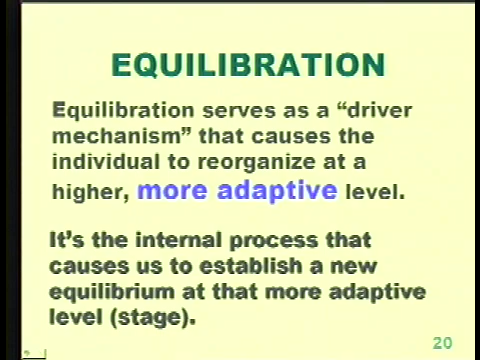 EQUILIBRATION
Equilibration serves as a “driver
mechanism” that causes the
individual to reorganize at a
higher, more adaptive level.
It’s the internal process that
causes us to establish a new
equilibrium at that more adaptive
level (stage).
20